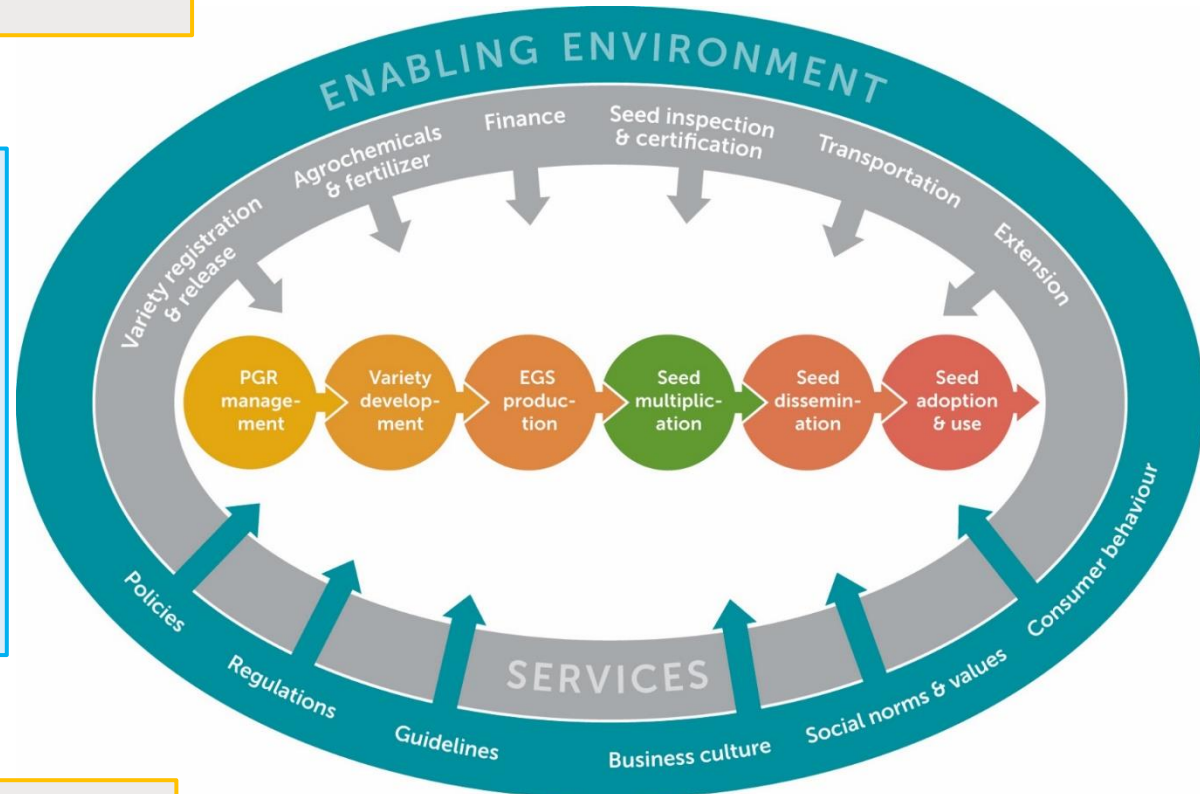 ENABLING ENVIRONMENT
Variety registration
& release
Agrochemicals
& fertilizer
Finance
Seed inspection
& certification
Transportation
Extension
PGR
manage-
ment
Variety
develop-
ment
EGS
produc-
tion
Seed
multiplic-
ation
Seed
dissemin-
ation
Seed
adoption
& use
Policies
Regulations
Guidelines
SERVICES
Business culture
Social norms & values
Consumer behaviour